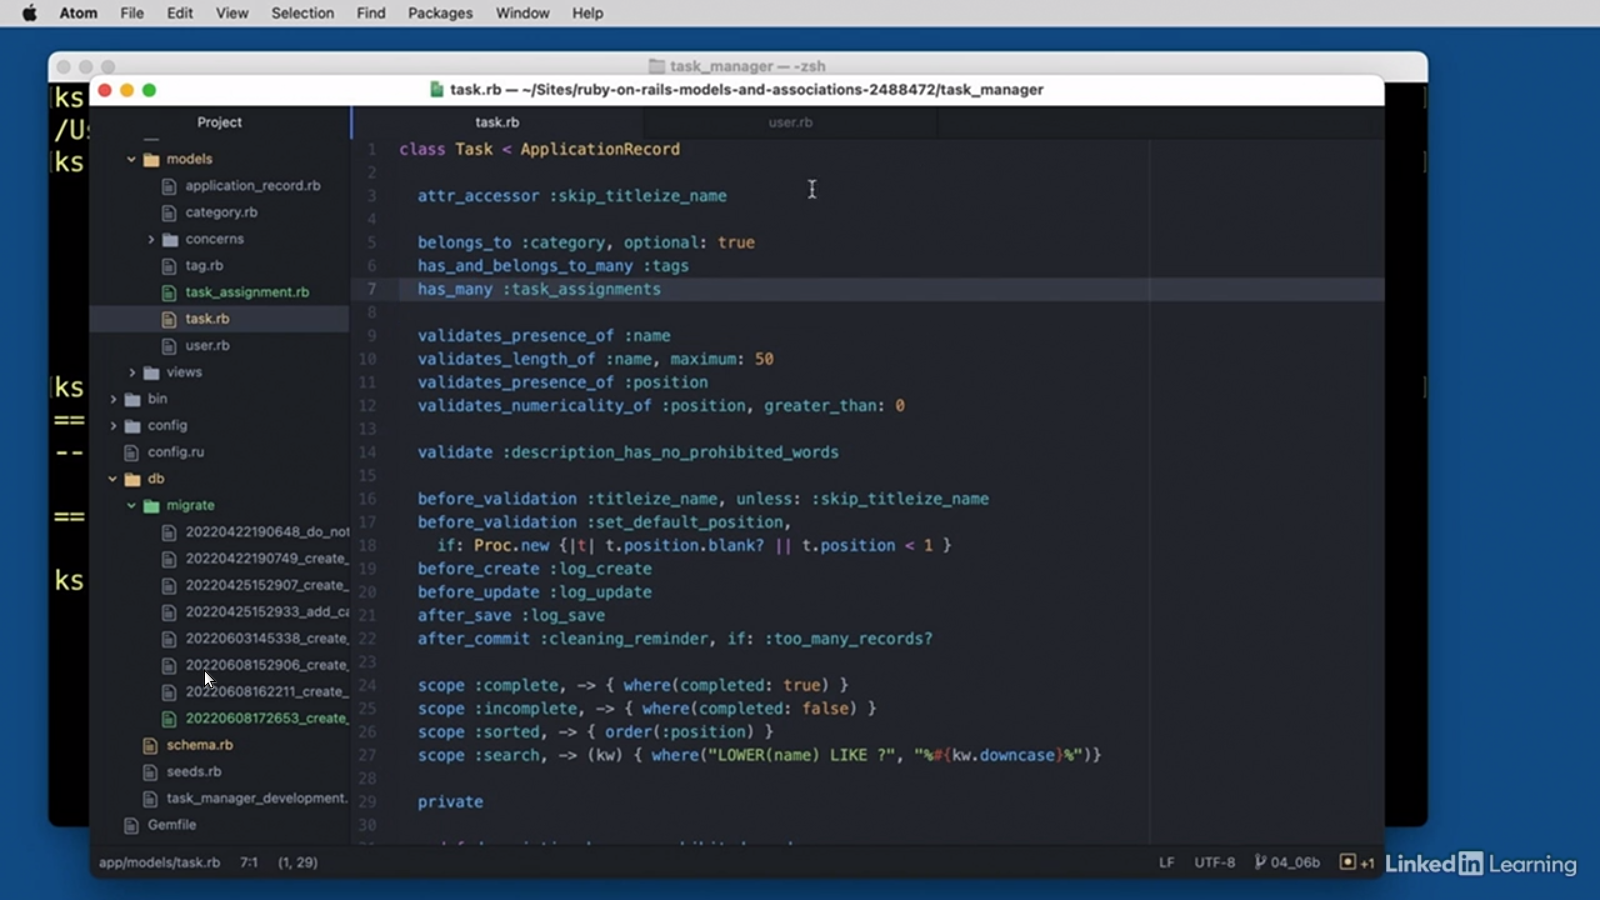 Atom File Edit View Selection Find Packages Window Help
task_manager — -zsh
task.rb — ~/Sites/ruby-on-rails-models-and-associations-2488472/task_manager
ks
/Us
ks
ks
==
--
==
ks
Project
models
application_record.rb
category.rb
concerns
tag.rb
task_assignment.rb
task.rb
user.rb
views
bin
config
config.ru
db
migrate
20220422190648_do_not
20220422190749_create_
20220425152907_create_
20220425152933_add_ca
20220603145338_create_
20220608152906_create_
20220608162211_create_
20220608172653_create_
schema.rb
seeds.rb
task_manager_development.
Gemfile
task.rb user.rb
1 class Task < ApplicationRecord
2
3 attr_accessor :skip_titleize_name
4
5 belongs_to :category, optional: true
6 has_and_belongs_to_many :tags
7 has_many :task_assignments
8
9 validates_presence_of :name
10 validates_length_of :name, maximum: 50
11 validates_presence_of :position
12 validates_numericality_of :position, greater_than: 0
13
14 validate :description_has_no_prohibited_words
15
16 before_validation :titleize_name, unless: :skip_titleize_name
17 before_validation :set_default_position,
18 if: Proc.new {|t| t.position.blank? || t.position < 1 }
19 before_create :log_create
20 before_update :log_update
21 after_save :log_save
22 after_commit :cleaning_reminder, if: :too_many_records?
23
24 scope :complete, -> { where(completed: true) }
25 scope :incomplete, -> { where(completed: false) }
26 scope :sorted, -> { order(:position) }
27 scope :search, -> (kw) { where("LOWER(name) LIKE ?", "%#{kw.downcase}%")}
28
29 private
30
app/models/task.rb 7:1 (1, 29) LF UTF-8 04_06b +1
LinkedIn Learning